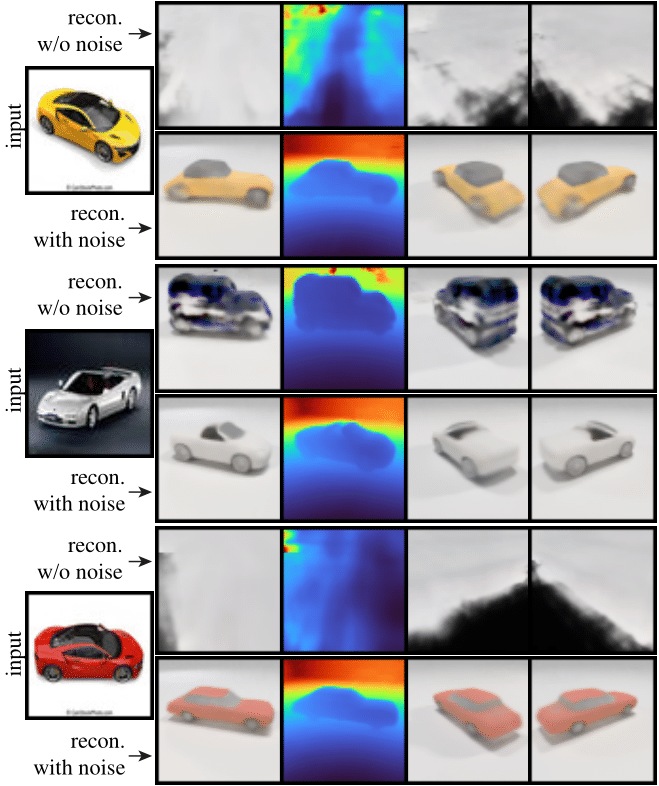 recon.
w/o noise
input
recon.
with noise
recon.
w/o noise
input
recon.
with noise
recon.
w/o noise
input
recon.
with noise